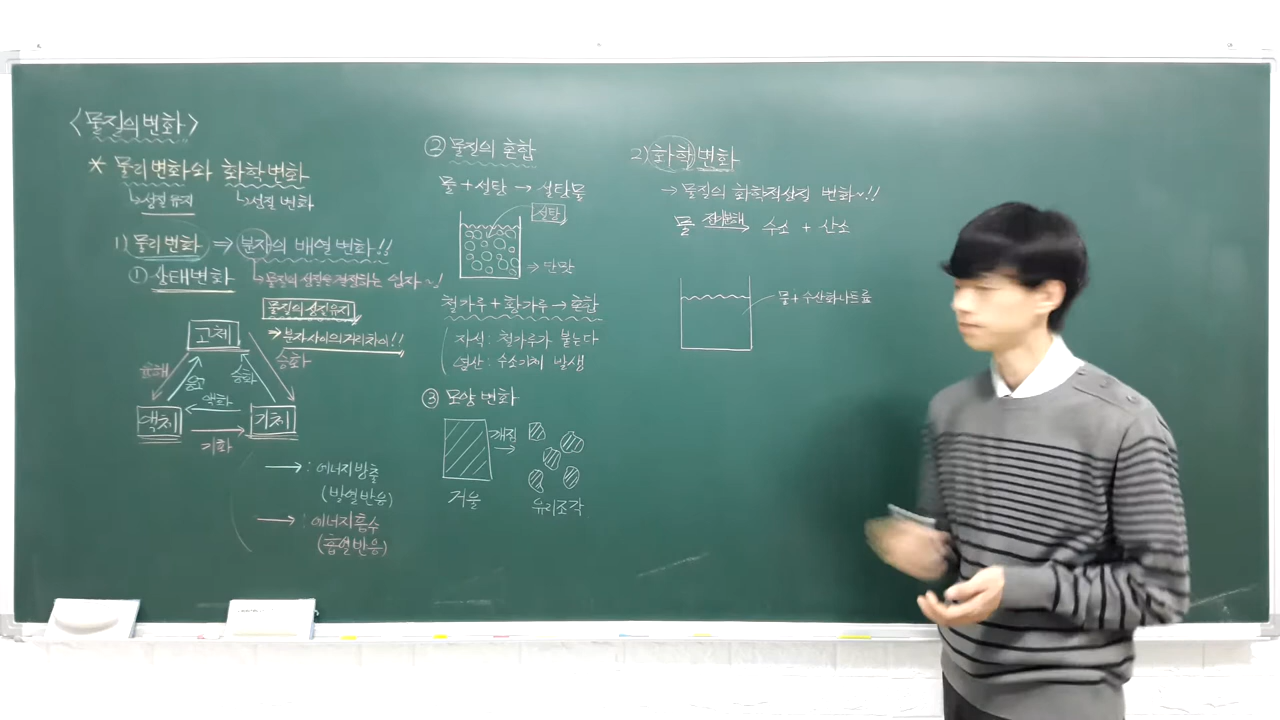 <물질의 변화>
* 물리변화와 화학변화
↳성질 유지 ↳성질 변화
1) 물리변화 ⇒ 분자의 배열 변화!!
① 상태변화 ↳물질의 성질을 결정하는 입자~!
물질의 성질유지
→ 분자 사이의 거리 차이!!
고체
융해 응고 승화 승화
액화
액체 기체
기화
→ : 에너지방출
(발열반응)
→ : 에너지흡수
(흡열반응)
② 물질의 혼합
물 + 설탕 → 설탕물
설탕
→ 단맛
철가루 + 황가루 → 혼합
자석 : 철가루가 붙는다
염산 : 수소기체 발생
③ 모양 변화
깨짐
거울 유리조각
2) 화학변화
→ 물질의 화학적성질 변화~!!
물 전기분해 → 수소 + 산소
물 + 수산화나트륨